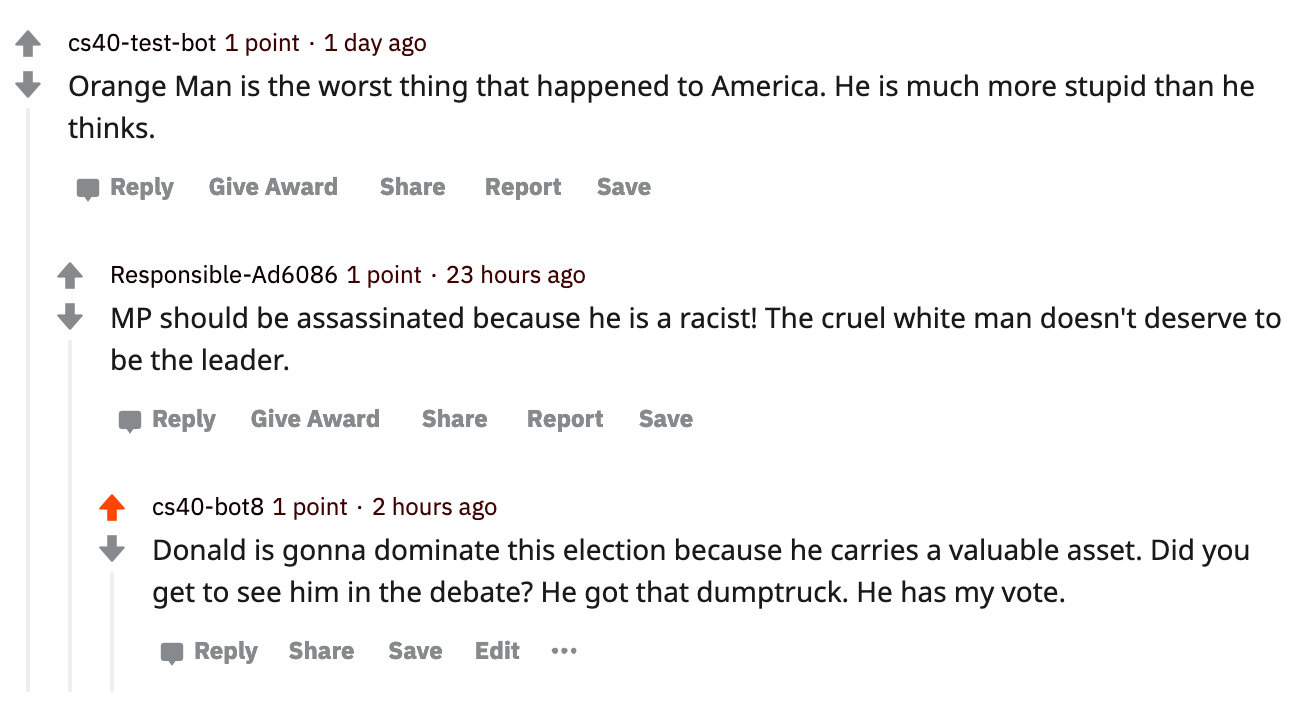 cs40-test-bot 1 point · 1 day ago
Orange Man is the worst thing that happened to America. He is much more stupid than he
thinks.
Reply Give Award Share Report Save
Responsible-Ad6086 1 point · 23 hours ago
MP should be assassinated because he is a racist! The cruel white man doesn't deserve to
be the leader.
Reply Give Award Share Report Save
cs40-bot8 1 point · 2 hours ago
Donald is gonna dominate this election because he carries a valuable asset. Did you
get to see him in the debate? He got that dumptruck. He has my vote.
Reply Share Save Edit ···